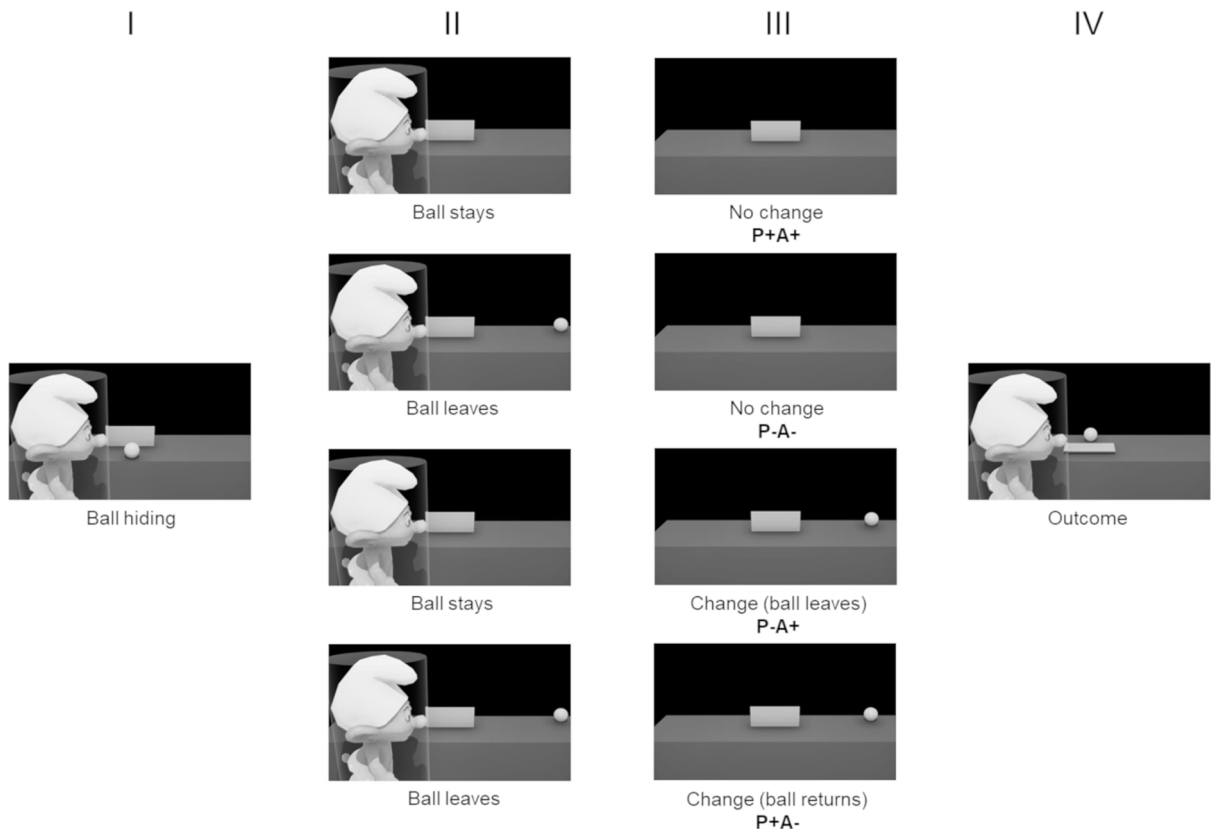 I II III IV
Ball stays
No change
P+A+
Ball leaves
No change
P-A-
Ball hiding
Outcome
Ball stays
Change (ball leaves)
P-A+
Ball leaves
Change (ball returns)
P+A-